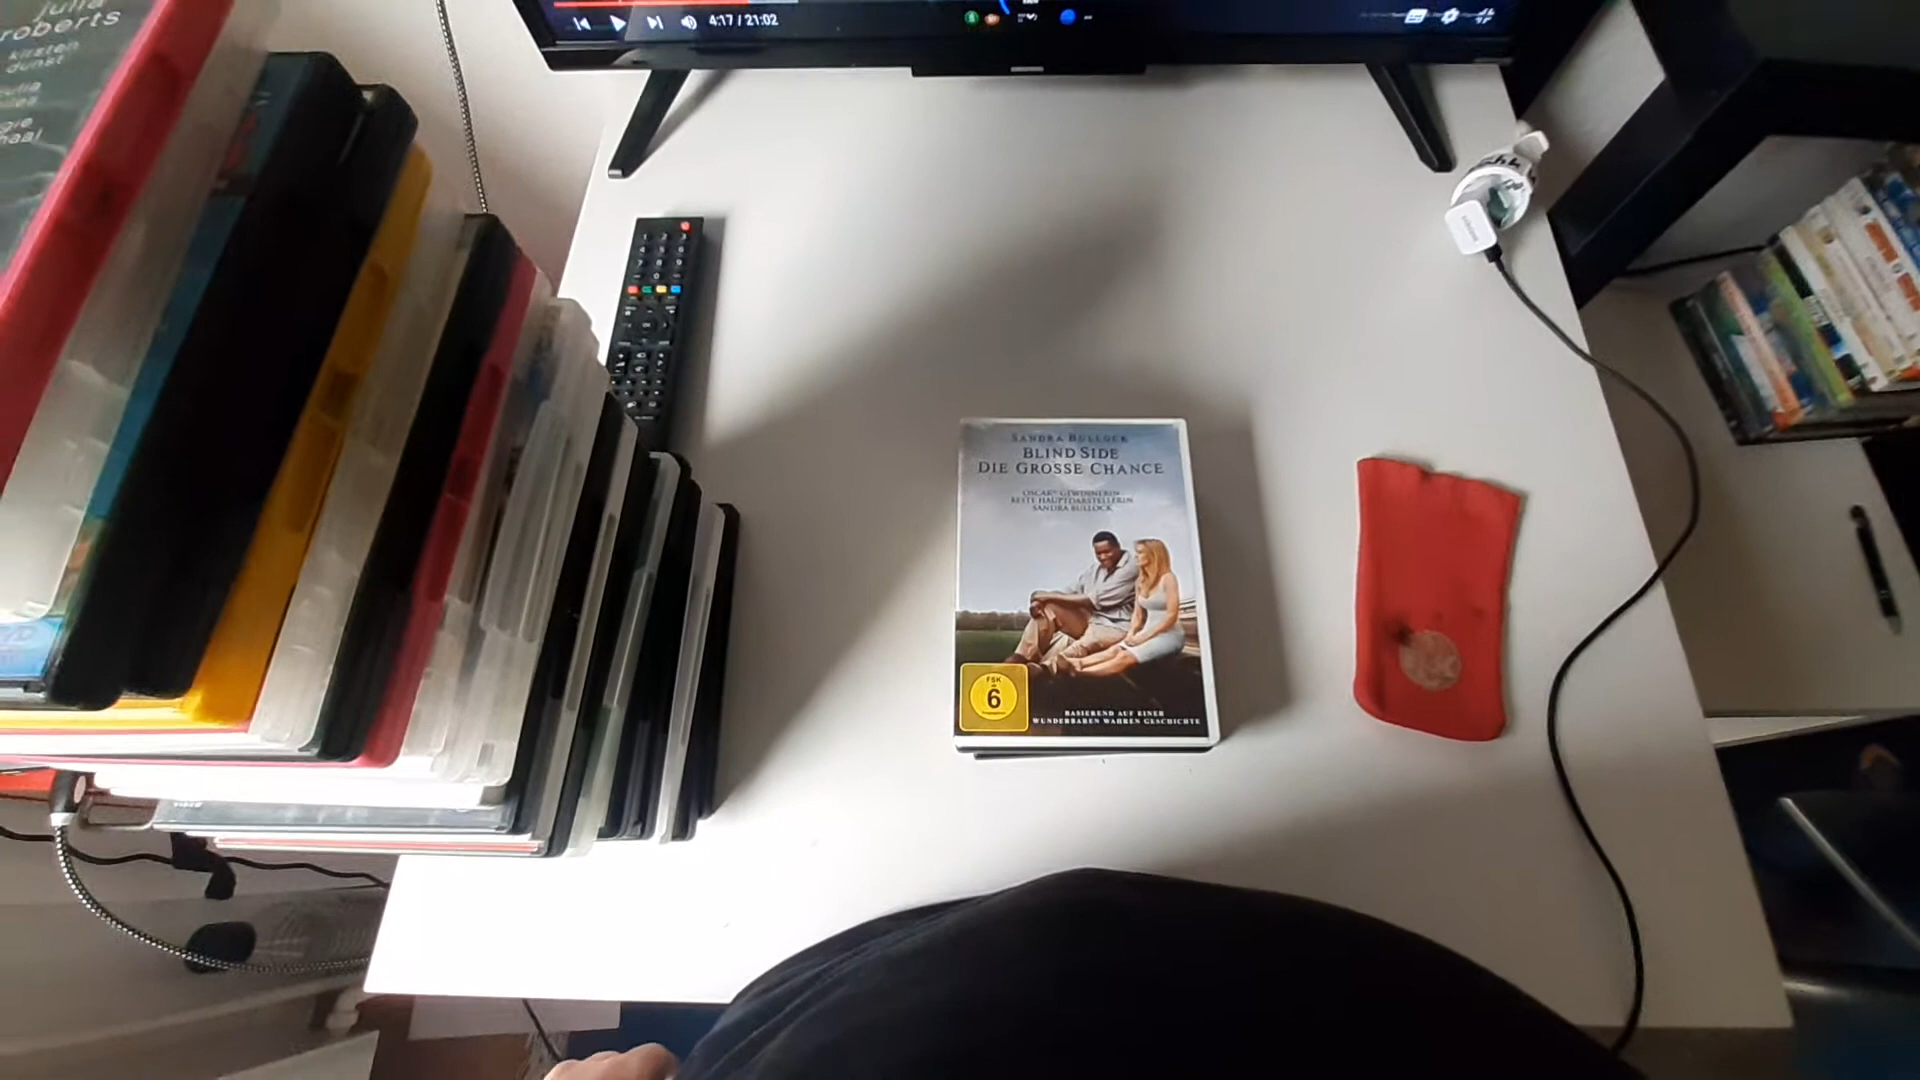 julia
roberts
kirsten
dunst
4:17 / 21:02
SANDRA BULLOCK
BLIND SIDE
DIE GROSSE CHANCE
OSCAR® GEWINNERIN
BESTE HAUPTDARSTELLERIN
SANDRA BULLOCK
FSK
ab
6
BASIEREND AUF EINER
WUNDERBAREN WAHREN GESCHICHTE